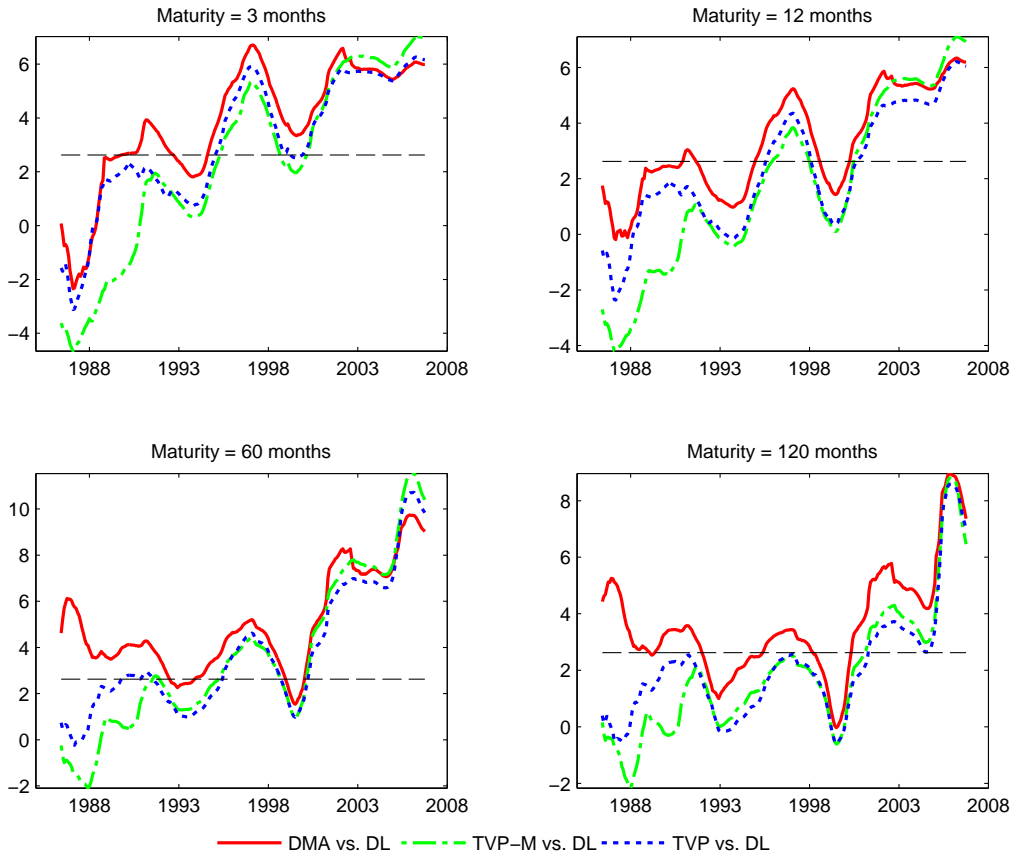 Maturity = 3 months
Maturity = 12 months
6
4
2
0
−2
−4
1988 1993 1998 2003 2008
6
4
2
0
−2
−4
1988 1993 1998 2003 2008
Maturity = 60 months
Maturity = 120 months
10
8
6
4
2
0
−2
1988 1993 1998 2003 2008
8
6
4
2
0
−2
1988 1993 1998 2003 2008
DMA vs. DL TVP−M vs. DL TVP vs. DL